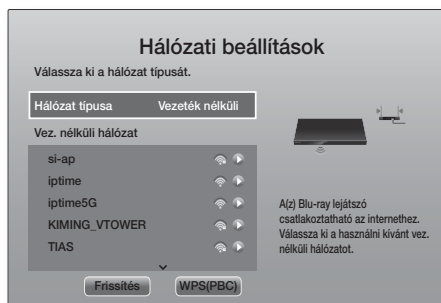 Hálózati beállítások
Válassza ki a hálózat típusát.
Hálózat típusa Vezeték nélküli
Vez. nélküli hálózat
si-ap
iptime
iptime5G
KIMING_VTOWER
TIAS
A(z) Blu-ray lejátszó
csatlakoztatható az internethez.
Válassza ki a használni kívánt vez.
nélküli hálózatot.
Frissítés WPS(PBC)